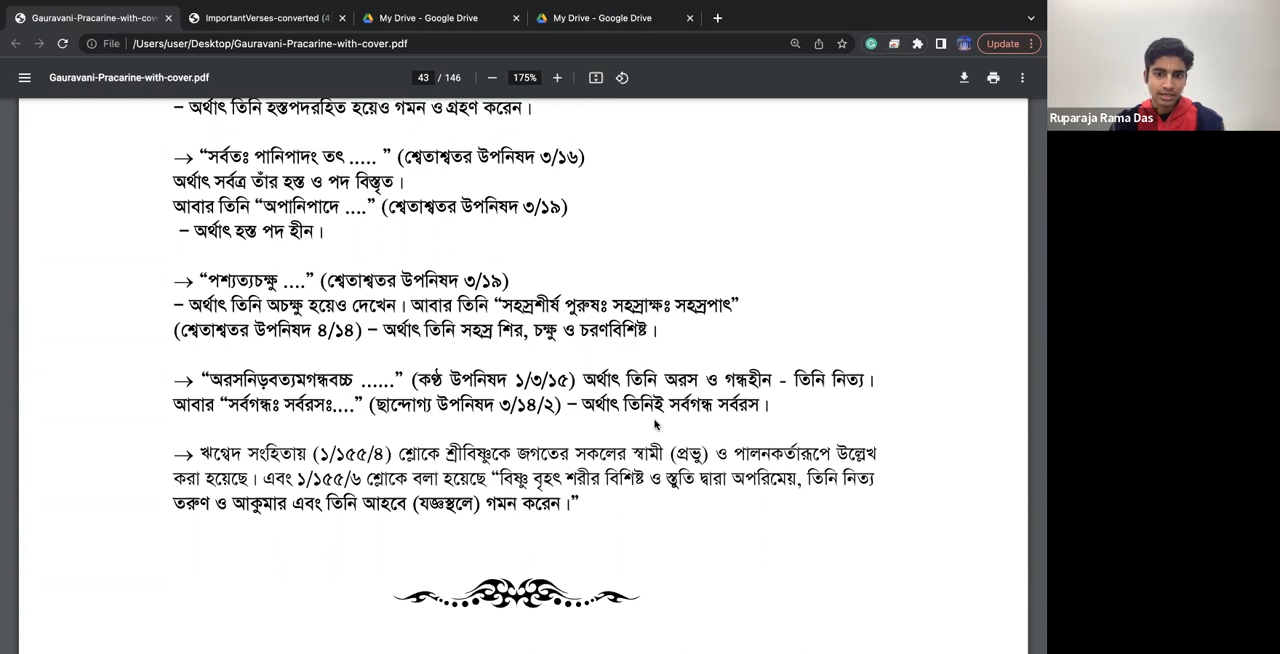 Gauravani-Pracarine-with-cov
ImportantVerses-converted (4
My Drive - Google Drive
My Drive - Google Drive
File
/Users/user/Desktop/Gauravani-Pracarine-with-cover.pdf
Update
Gauravani-Pracarine-with-cover.pdf
43 / 146
175%
Ruparaja Rama Das
– অর্থাৎ তিনি হস্তপদরহিত হয়েও গমন ও গ্রহণ করেন।
→ “সর্বতঃ পানিপাদং তৎ ..... ” (শ্বেতাশ্বতর উপনিষদ ৩/১৬)
অর্থাৎ সর্বত্র তাঁর হস্ত ও পদ বিস্তৃত।
আবার তিনি “অপানিপাদে ....” (শ্বেতাশ্বতর উপনিষদ ৩/১৯)
– অর্থাৎ হস্ত পদ হীন।
→ “পশ্যত্যচক্ষু ....” (শ্বেতাশ্বতর উপনিষদ ৩/১৯)
– অর্থাৎ তিনি অচক্ষু হয়েও দেখেন। আবার তিনি “সহস্রশীর্ষ পুরুষঃ সহস্রাক্ষঃ সহস্রপাৎ”
(শ্বেতাশ্বতর উপনিষদ ৪/১৪) – অর্থাৎ তিনি সহস্র শির, চক্ষু ও চরণবিশিষ্ট।
→ “অরসনিড়বত্যমগন্ধবচ্চ ......” (কণ্ঠ উপনিষদ ১/৩/১৫) অর্থাৎ তিনি অরস ও গন্ধহীন - তিনি নিত্য।
আবার “সর্বগন্ধঃ সর্বরসঃ....” (ছান্দোগ্য উপনিষদ ৩/১৪/২) – অর্থাৎ তিনিই সর্বগন্ধ সর্বরস।
→ ঋগ্বেদ সংহিতায় (১/১৫৫/৪) শ্লোকে শ্রীবিষ্ণুকে জগতের সকলের স্বামী (প্রভু) ও পালনকর্তারূপে উল্লেখ
করা হয়েছে। এবং ১/১৫৫/৬ শ্লোকে বলা হয়েছে “বিষ্ণু বৃহৎ শরীর বিশিষ্ট ও স্তুতি দ্বারা অপরিমেয়, তিনি নিত্য
তরুণ ও আকুমার এবং তিনি আহবে (যজ্ঞস্থলে) গমন করেন।”